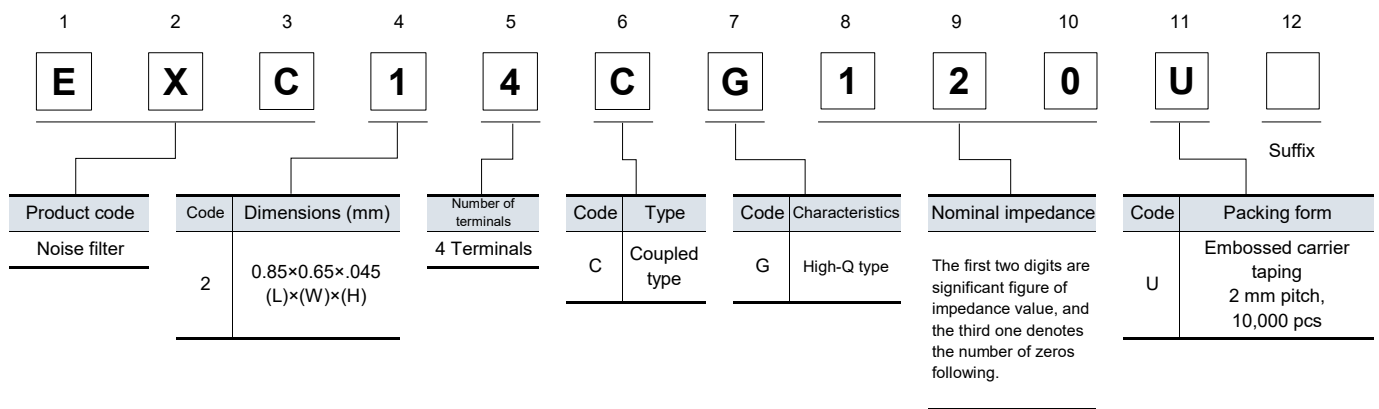 1 2 3 4 5 6 7 8 9 10 11 12
E X C 1 4 C G 1 2 0 U
Suffix
Product code
Noise filter
Code Dimensions (mm)
2 0.85×0.65×.045
(L)×(W)×(H)
Number of
terminals
4 Terminals
Code Type
C Coupled
type
Code Characteristics
G High-Q type
Nominal impedance
The first two digits are
significant figure of
impedance value, and
the third one denotes
the number of zeros
following.
Code Packing form
U Embossed carrier
taping
2 mm pitch,
10,000 pcs